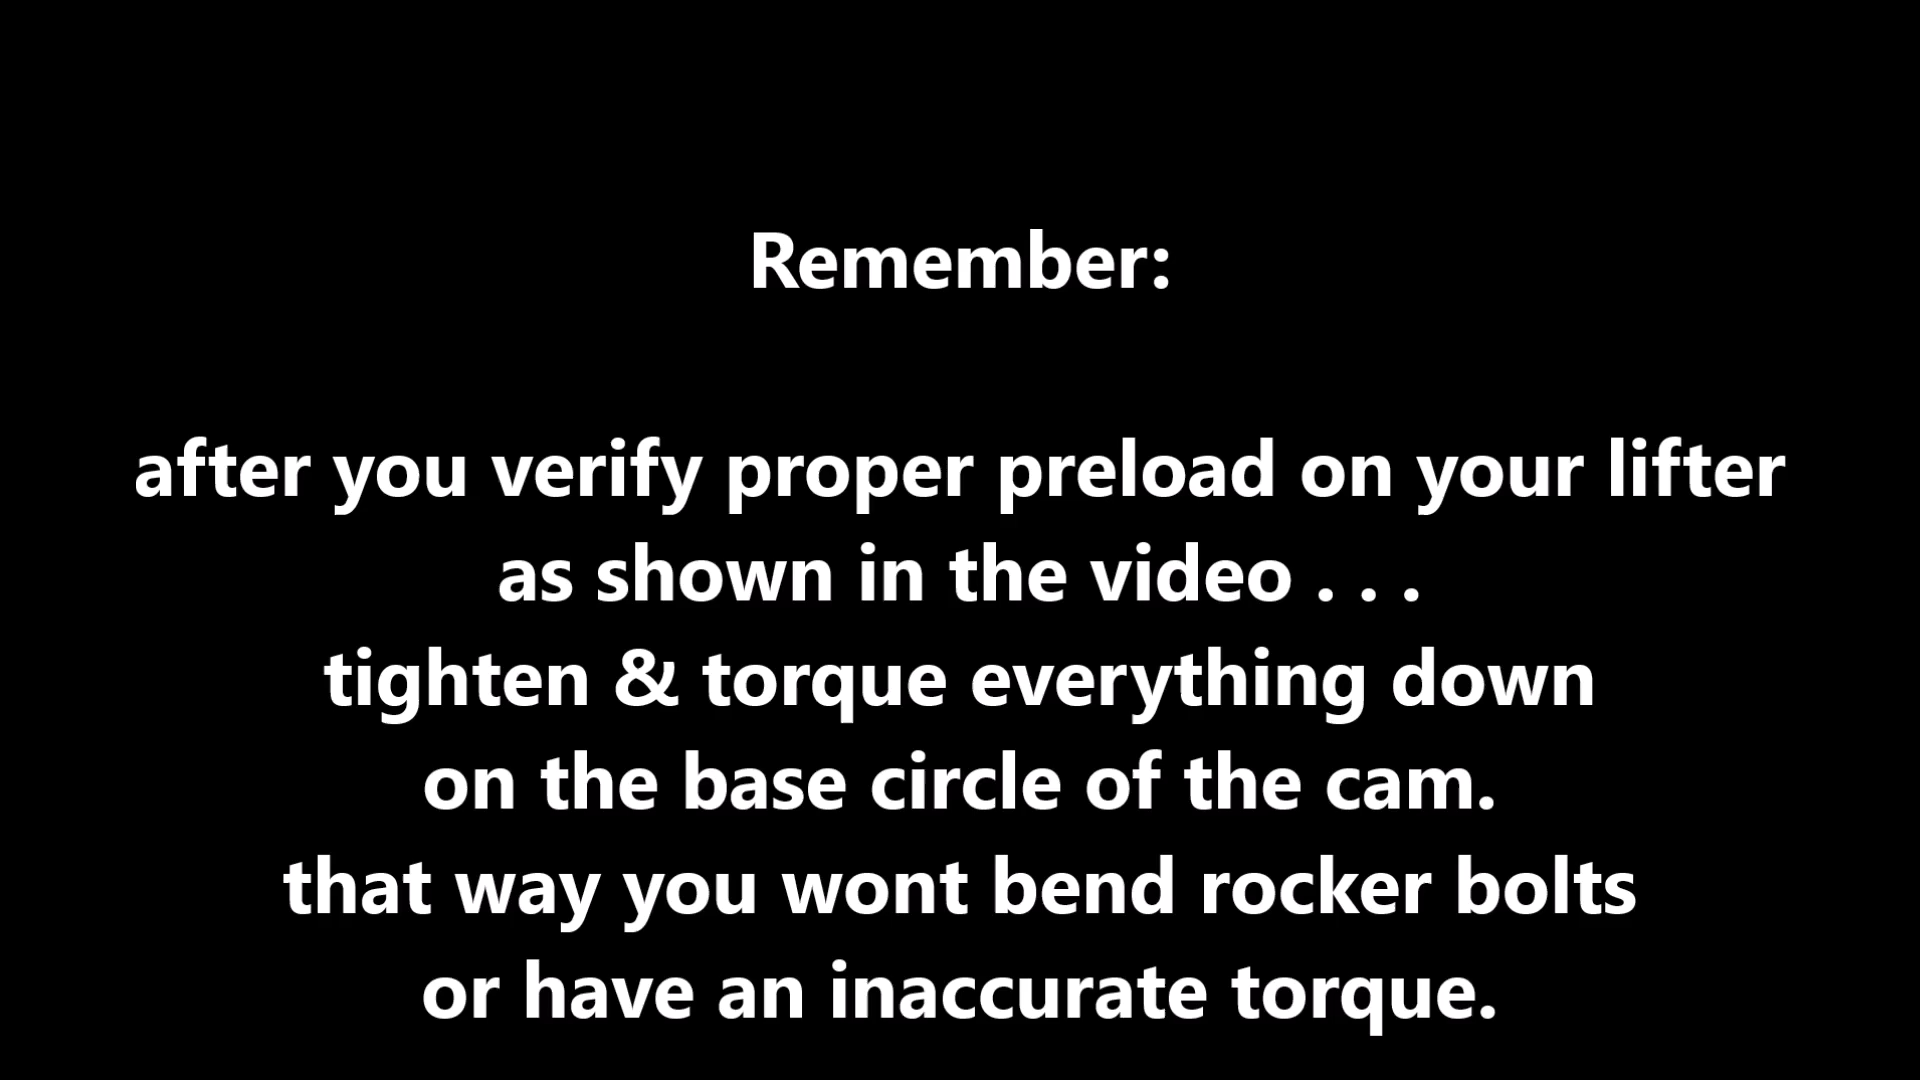 Remember:
after you verify proper preload on your lifter
as shown in the video . . .
tighten & torque everything down
on the base circle of the cam.
that way you wont bend rocker bolts
or have an inaccurate torque.